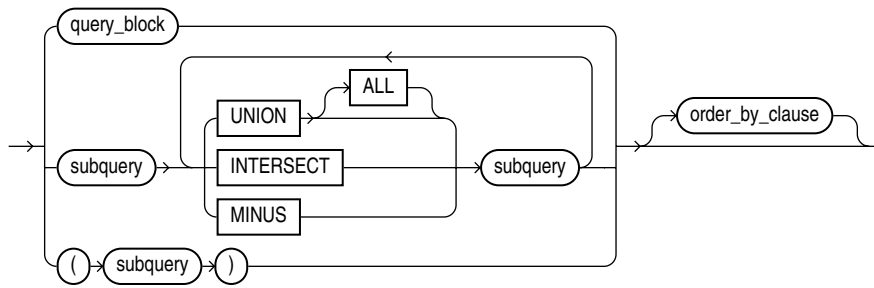 query_block
ALL
UNION
order_by_clause
subquery
INTERSECT
subquery
MINUS
( subquery )